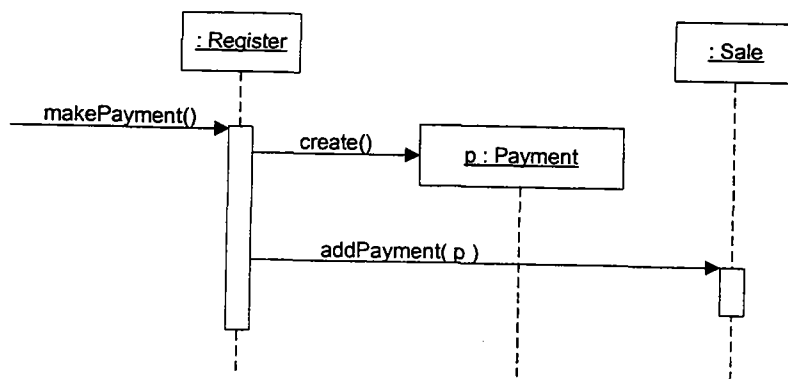 : Register
: Sale
makePayment()
create()
p : Payment
addPayment( p )